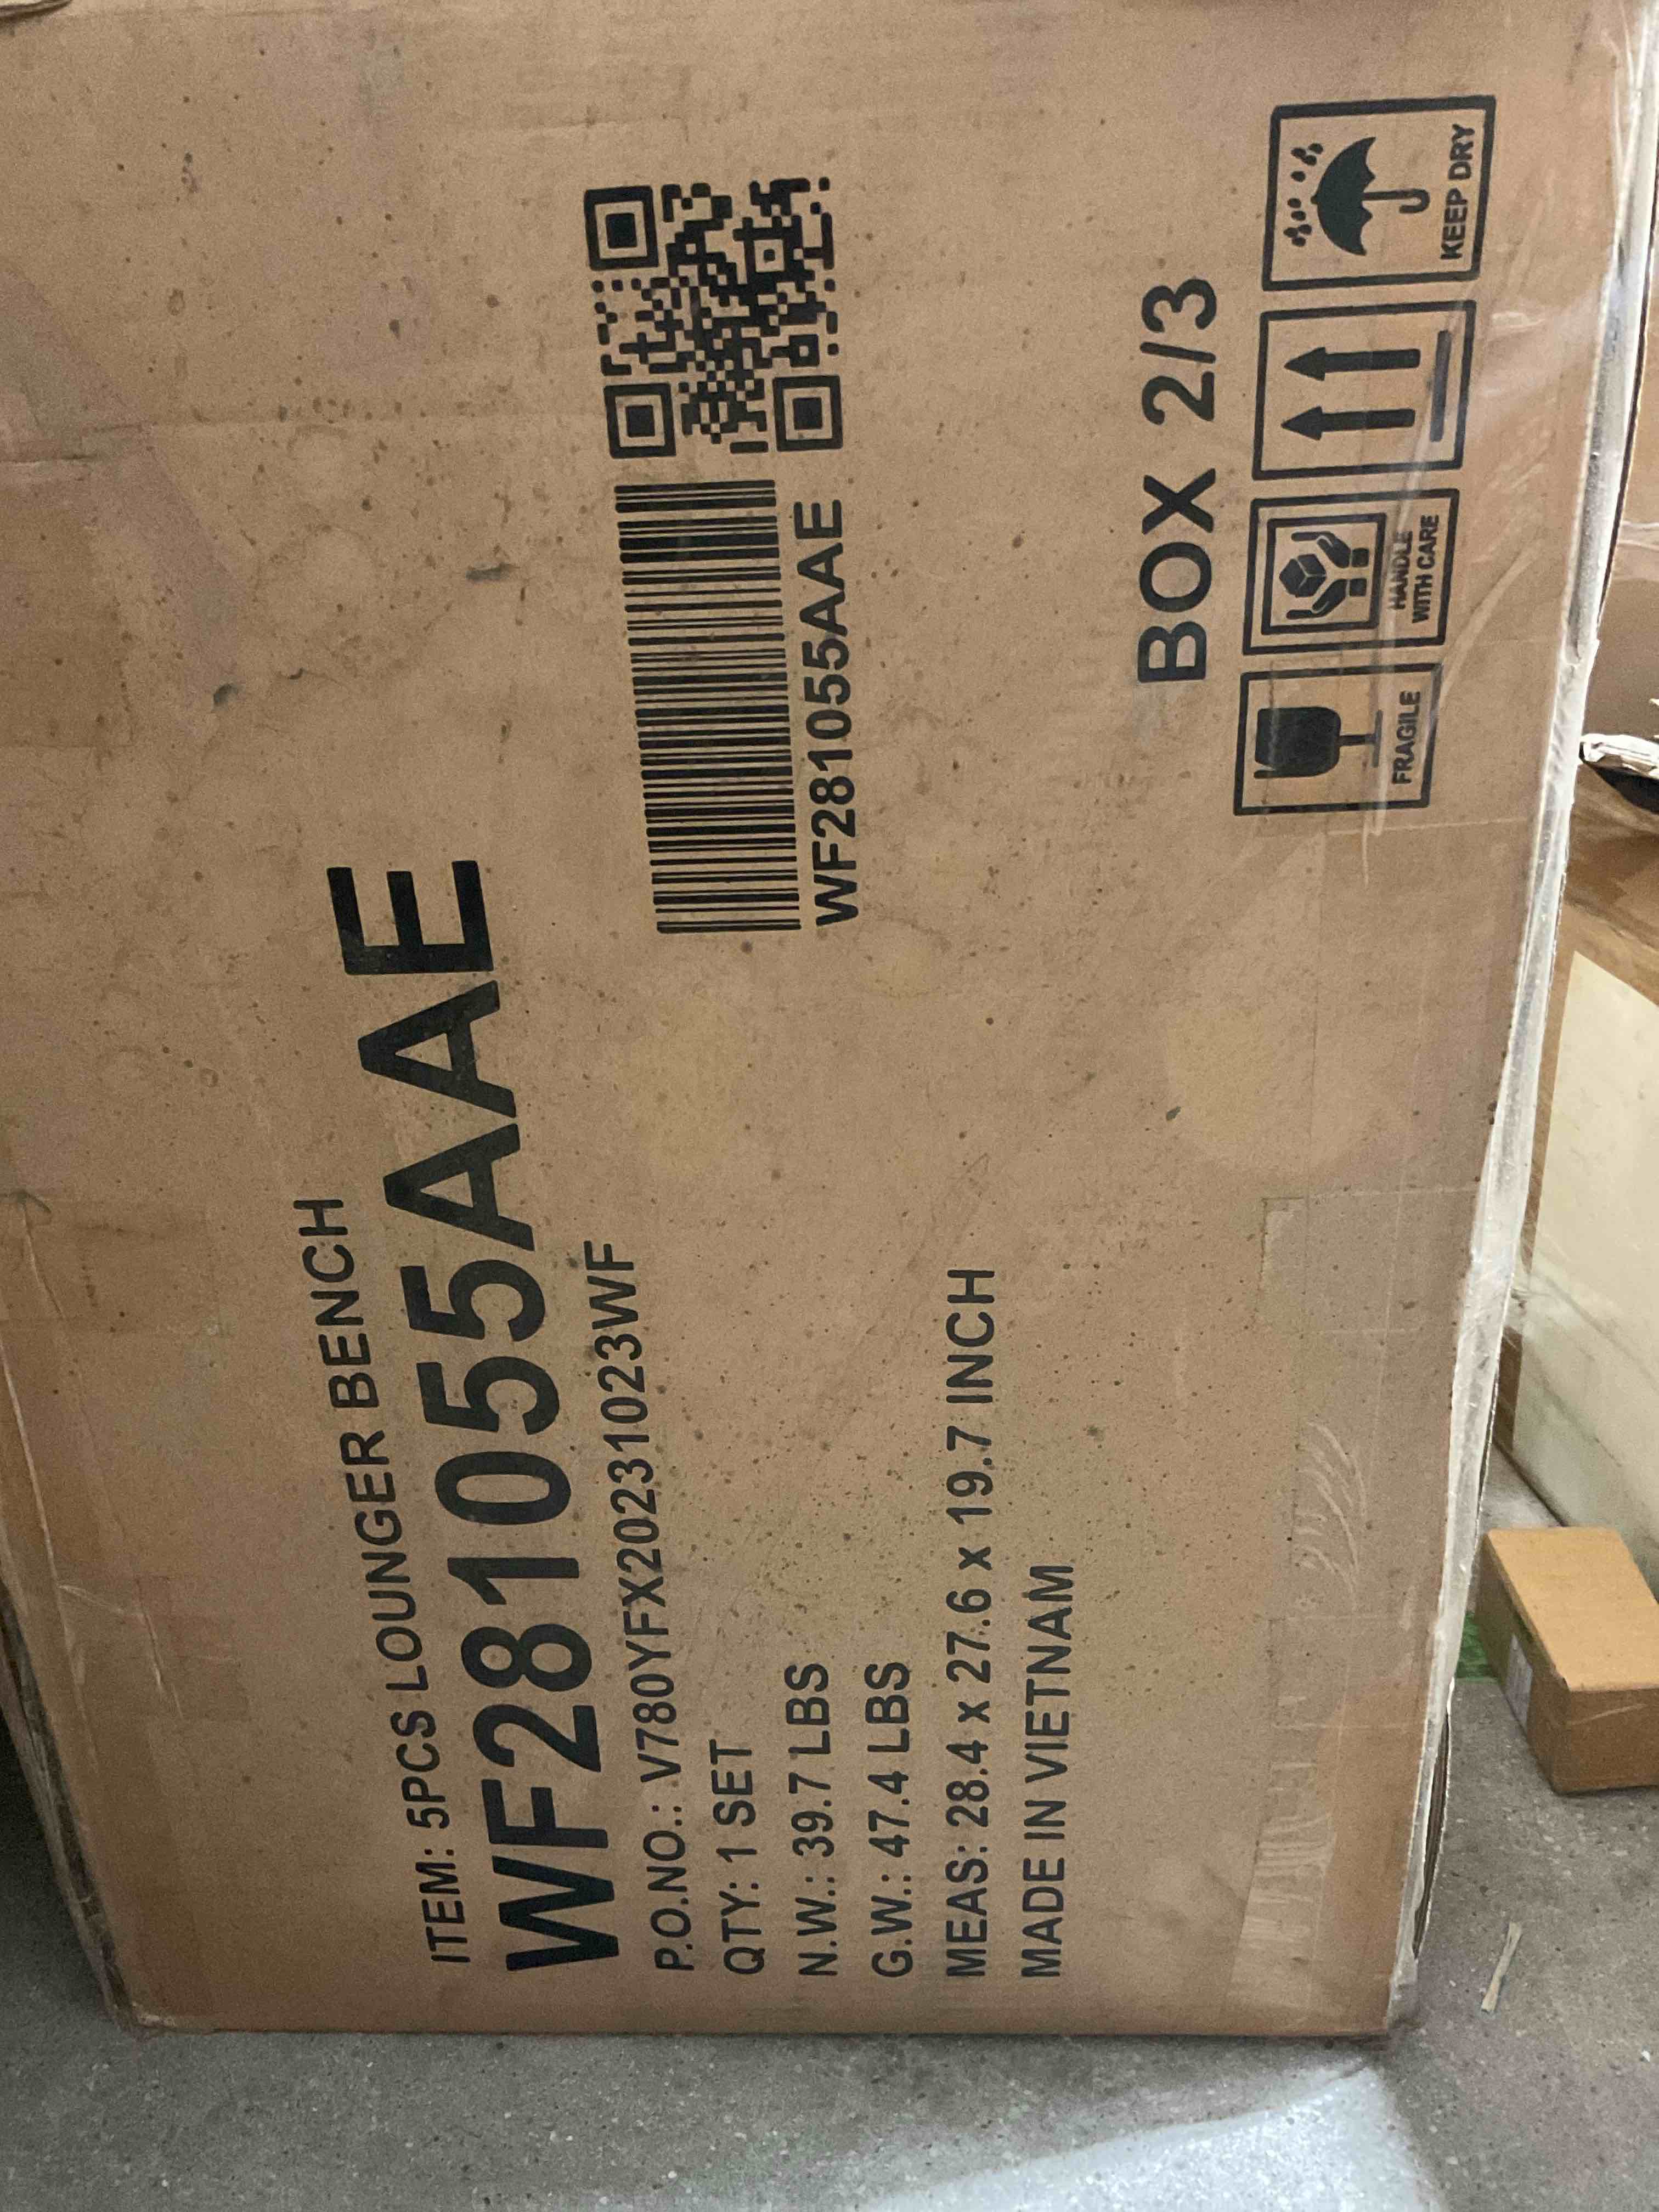 ITEM: 5PCS LOUNGER BENCH
WF281055AAE
P.O.NO.: V780YFX20231023WF
QTY: 1 SET
N.W.: 39.7 LBS
G.W.: 47.4 LBS
MEAS: 28.4 x 27.6 x 19.7 INCH
MADE IN VIETNAM
WF281055AAE
BOX 2/3
FRAGILE
HANDLE
WITH CARE
KEEP DRY